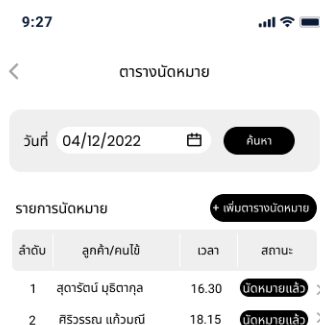 9:27
ตารางนัดหมาย
วันที่ 04/12/2022 ค้นหา
รายการนัดหมาย + เพิ่มตารางนัดหมาย
ลำดับ ลูกค้า/คนไข้ เวลา สถานะ
1 สุดารัตน์ มุธิตากุล 16.30 นัดหมายแล้ว
2 ศิริวรรณ แก้วมณี 18.15 นัดหมายแล้ว